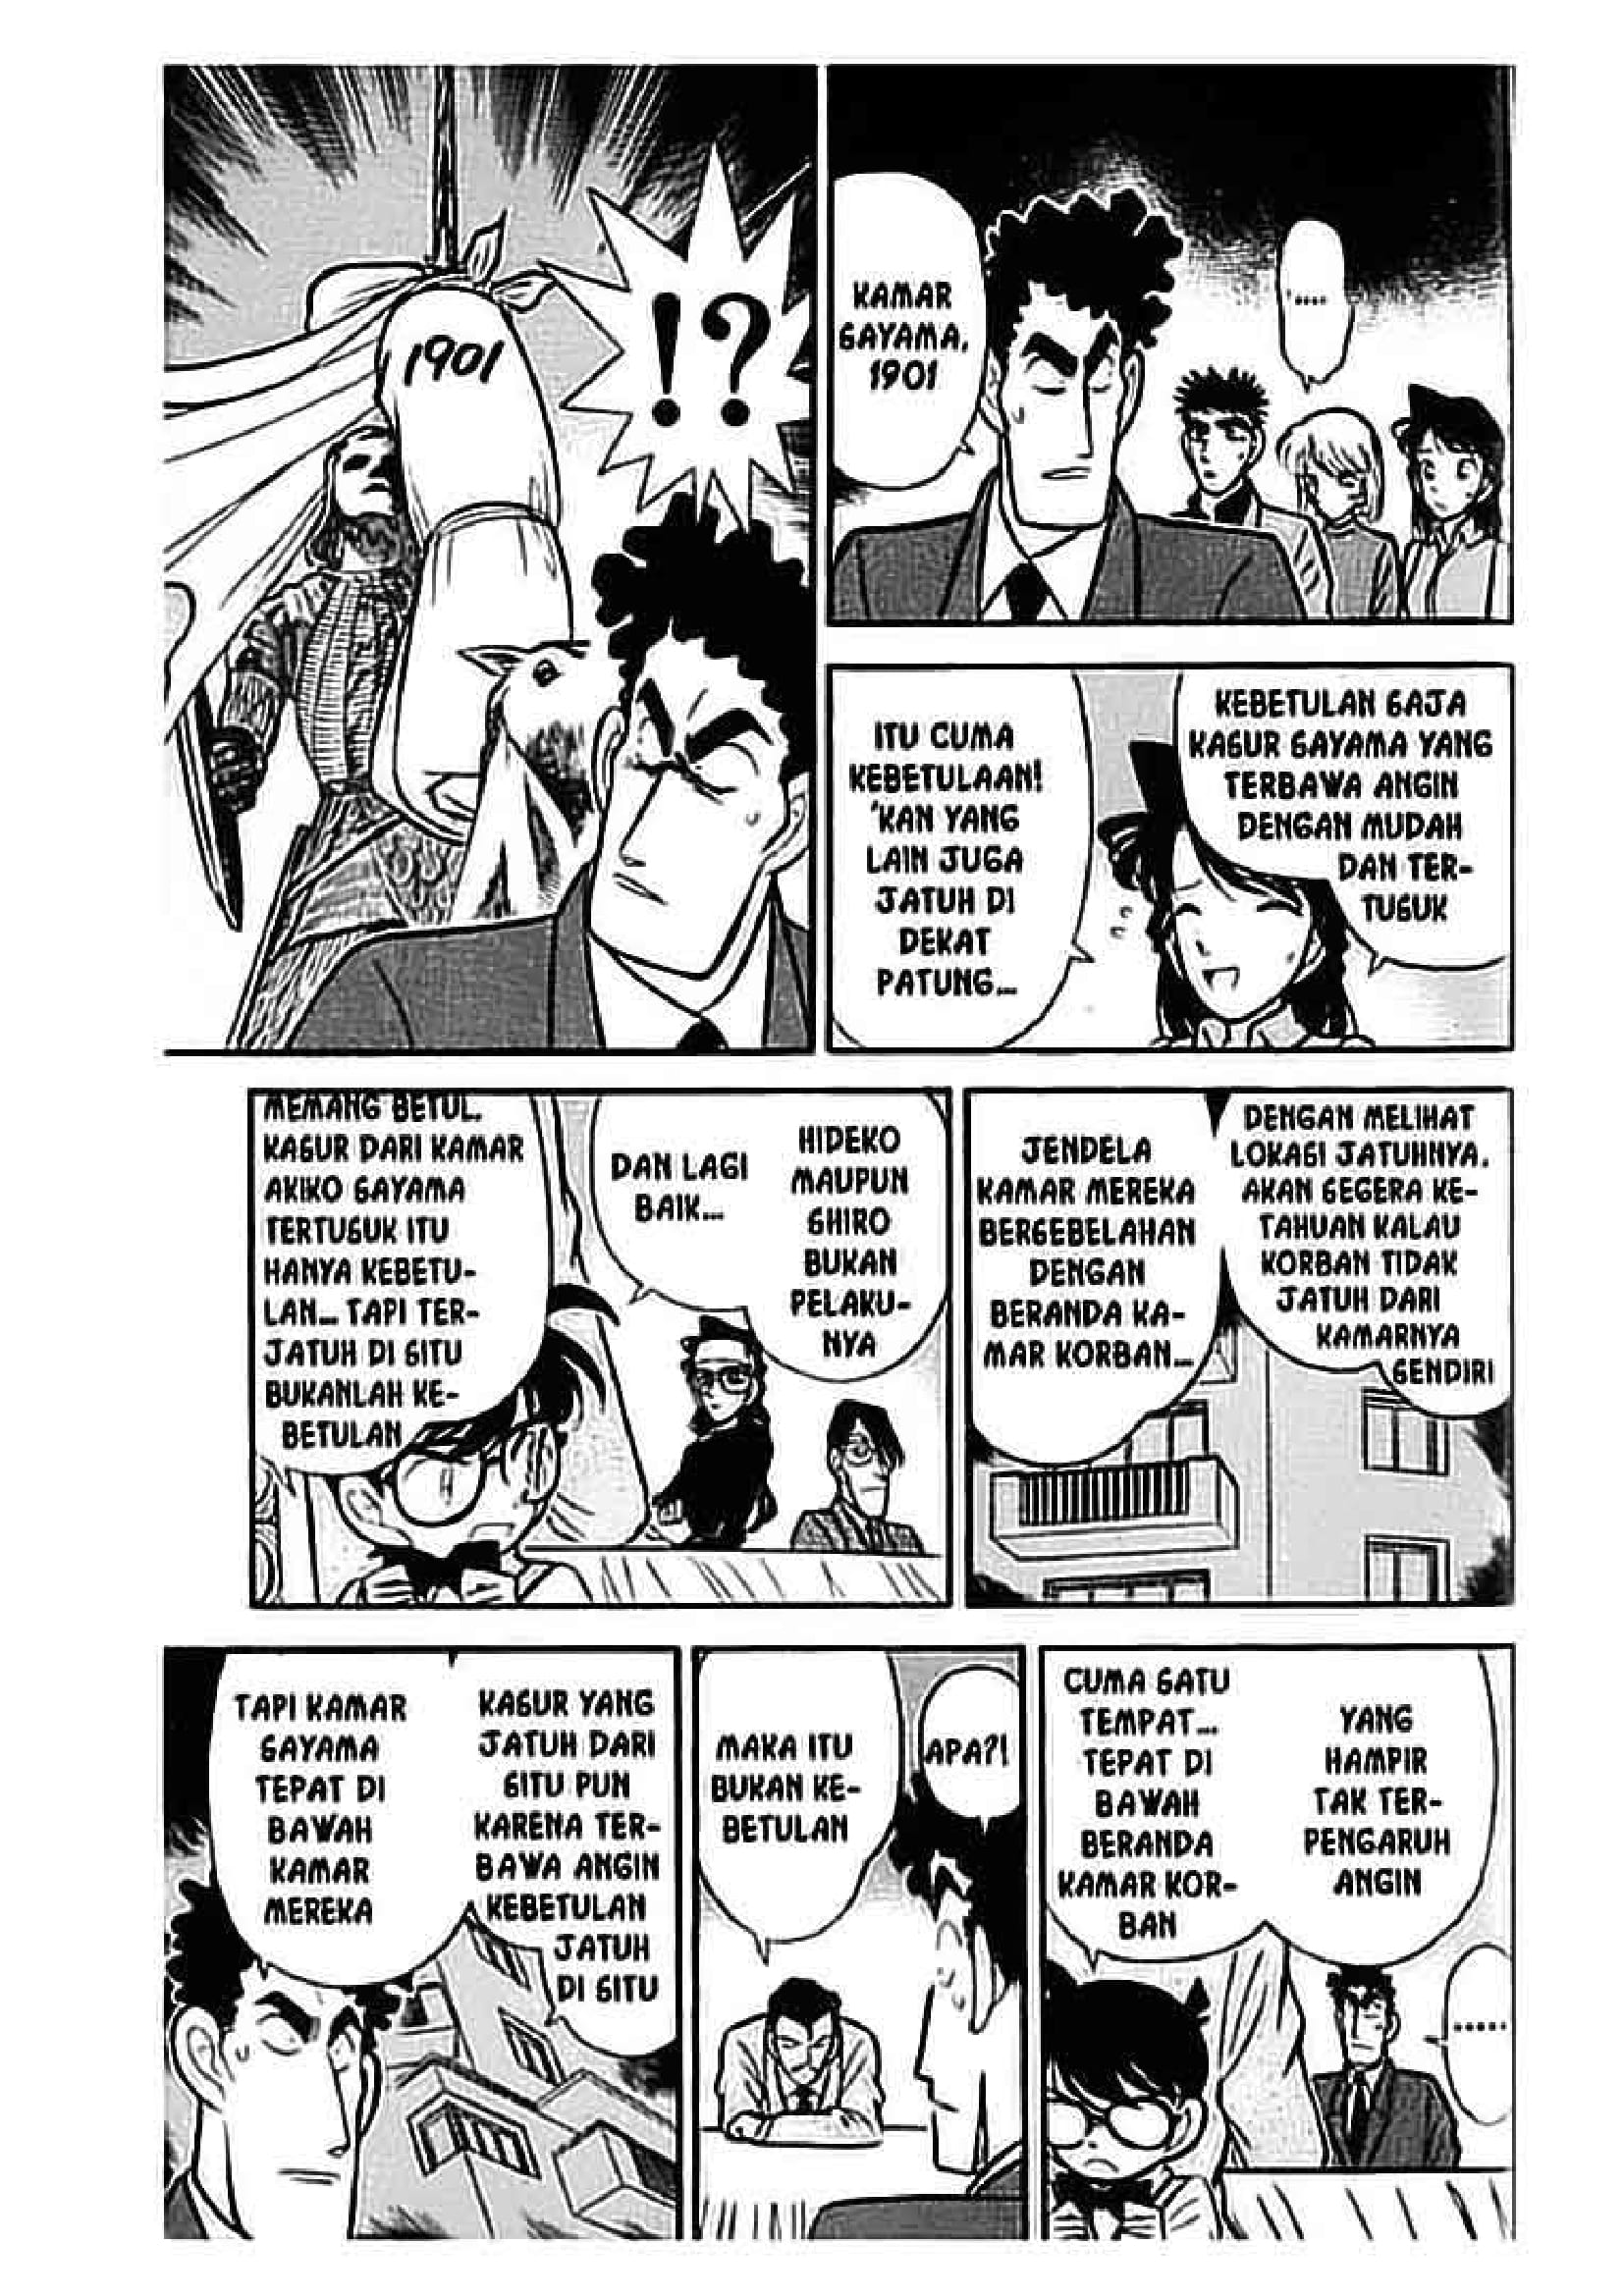 KAMAR
SAYAMA,
1901
.....
!?
1901
KEBETULAN SAJA
KASUR SAYAMA YANG
TERBAWA ANGIN
DENGAN MUDAH
DAN TER-
TUSUK
ITU CUMA
KEBETULAAN!
'KAN YANG
LAIN JUGA
JATUH DI
DEKAT
PATUNG...
DENGAN MELIHAT
LOKASI JATUHNYA,
AKAN SEGERA KE-
TAHUAN KALAU
KORBAN TIDAK
JATUH DARI
KAMARNYA
SENDIRI
JENDELA
KAMAR MEREKA
BERSEBELAHAN
DENGAN
BERANDA KA-
MAR KORBAN...
HIDEKO
MAUPUN
SHIRO
BUKAN
PELAKU-
NYA
DAN LAGI
BAIK...
MEMANG BETUL.
KASUR DARI KAMAR
AKIKO SAYAMA
TERTUSUK ITU
HANYA KEBETU-
LAN... TAPI TER-
JATUH DI SITU
BUKANLAH KE-
BETULAN
YANG
HAMPIR
TAK TER-
PENGARUH
ANGIN
CUMA SATU
TEMPAT...
TEPAT DI
BAWAH
BERANDA
KAMAR KOR-
BAN
.....
APA?!
MAKA ITU
BUKAN KE-
BETULAN
KASUR YANG
JATUH DARI
SITU PUN
KARENA TER-
BAWA ANGIN
KEBETULAN
JATUH
DI SITU
TAPI KAMAR
SAYAMA
TEPAT DI
BAWAH
KAMAR
MEREKA